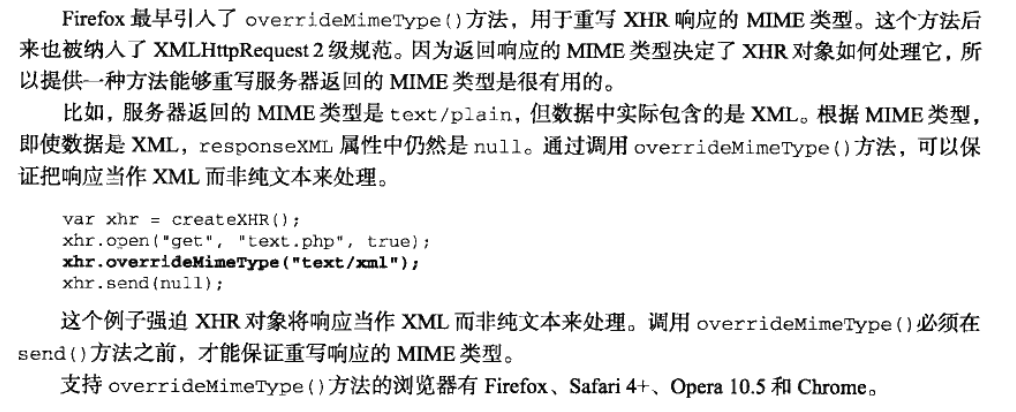 Firefox 最早引入了 overrideMimeType()方法，用于重写 XHR 响应的 MIME 类型。这个方法后
来也被纳入了 XMLHttpRequest 2 级规范。因为返回响应的 MIME 类型决定了 XHR 对象如何处理它，所
以提供一种方法能够重写服务器返回的 MIME 类型是很有用的。
比如，服务器返回的 MIME 类型是 text/plain，但数据中实际包含的是 XML。根据 MIME 类型，
即使数据是 XML，responseXML 属性中仍然是 null。通过调用 overrideMimeType()方法，可以保
证把响应当作 XML 而非纯文本来处理。
var xhr = createXHR();
xhr.open("get", "text.php", true);
xhr.overrideMimeType("text/xml");
xhr.send(null);
这个例子强迫 XHR 对象将响应当作 XML 而非纯文本来处理。调用 overrideMimeType()必须在
send()方法之前，才能保证重写响应的 MIME 类型。
支持 overrideMimeType()方法的浏览器有 Firefox、Safari 4+、Opera 10.5 和 Chrome。